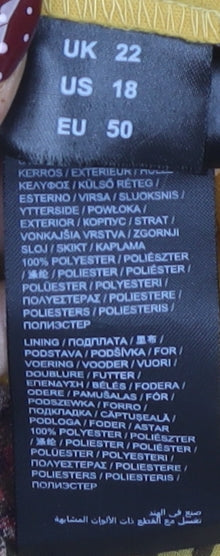 UK 22
US 18
EU 50
KERROS / EXTERIEUR / HÜLLE
ΚΕΛΥΦΟΣ / KÜLSŐ RÉTEG /
ESTERNO / VIRSA / SLUOKSNIS /
YTTERSIDE / POWŁOKA /
EXTERIOR / КОРПУС / STRAT /
VONKAJŠIA VRSTVA / ZGORNJI
SLOJ / SKIKT / KAPLAMA
100% POLYESTER / POLIÉSZTER
/ 涤纶 / POLIESTER / POLIESTER /
POLÜESTER / POLYESTERI /
ΠΟΛΥΕΣΤΕΡΑΣ / POLIESTERE /
POLIESTERS / POLIESTERIS /
ПОЛИЭСТЕР
LINING / ПОДПЛАТА / 里布 /
PODSTAVA / PODŠÍVKA / FOR /
VOERING / VOODER / VUORI /
DOUBLURE / FUTTER /
ΕΠΕΝΔΥΣΗ / BÉLÉS / FODERA /
ODERE / PAMUŠALAS / FÔR /
PODSZEWKA / FORRO /
ПОДКЛАДКА / CĂPTUŞEALĂ /
PODLOGA / FODER / ASTAR
100% POLYESTER / POLIÉSZTER
/ 涤纶 / POLIESTER / POLIESTER /
POLÜESTER / POLYESTERI /
ΠΟΛΥΕΣΤΕΡΑΣ / POLIESTERE /
POLIESTERS / POLIESTERIS /
ПОЛИЭСТЕР
صنع في الهند
تغسل مع القطع ذات الألوان المشابهة